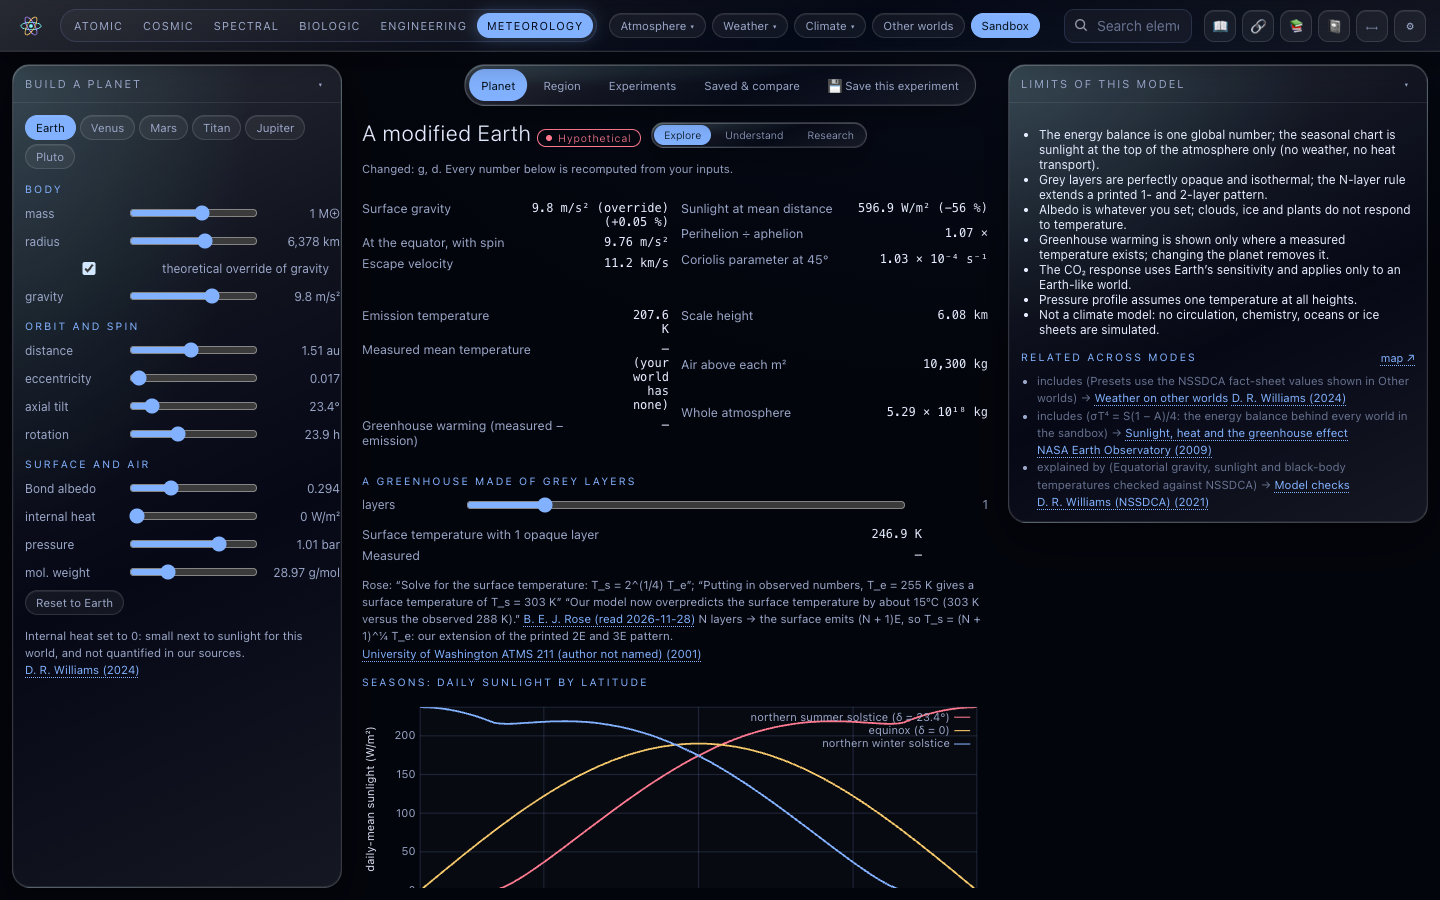 ATOMIC COSMIC SPECTRAL BIOLOGIC ENGINEERING METEOROLOGY Atmosphere ▾ Weather ▾ Climate ▾ Other worlds Sandbox Search eleme
BUILD A PLANET
Earth Venus Mars Titan Jupiter
Pluto
BODY
mass 1 M⊕
radius 6,378 km
theoretical override of gravity
gravity 9.8 m/s²
ORBIT AND SPIN
distance 1.51 au
eccentricity 0.017
axial tilt 23.4°
rotation 23.9 h
SURFACE AND AIR
Bond albedo 0.294
internal heat 0 W/m²
pressure 1.01 bar
mol. weight 28.97 g/mol
Reset to Earth
Internal heat set to 0: small next to sunlight for this
world, and not quantified in our sources.
D. R. Williams (2024)
Planet Region Experiments Saved & compare 💾 Save this experiment
A modified Earth Hypothetical Explore Understand Research
Changed: g, d. Every number below is recomputed from your inputs.
Surface gravity 9.8 m/s² (override)
(+0.05 %)
At the equator, with spin 9.76 m/s²
Escape velocity 11.2 km/s
Sunlight at mean distance 596.9 W/m² (−56 %)
Perihelion ÷ aphelion 1.07 ×
Coriolis parameter at 45° 1.03 × 10⁻⁴ s⁻¹
Emission temperature 207.6
K
Measured mean temperature —
(your
world
has
none)
Greenhouse warming (measured − —
emission)
Scale height 6.08 km
Air above each m² 10,300 kg
Whole atmosphere 5.29 × 10¹⁸ kg
A GREENHOUSE MADE OF GREY LAYERS
layers 1
Surface temperature with 1 opaque layer 246.9 K
Measured —
Rose: “Solve for the surface temperature: T_s = 2^(1/4) T_e”; “Putting in observed numbers, T_e = 255 K gives a
surface temperature of T_s = 303 K” “Our model now overpredicts the surface temperature by about 15°C (303 K
versus the observed 288 K).” B. E. J. Rose (read 2026-11-28) N layers → the surface emits (N + 1)E, so T_s = (N +
1)^¼ T_e: our extension of the printed 2E and 3E pattern.
University of Washington ATMS 211 (author not named) (2001)
SEASONS: DAILY SUNLIGHT BY LATITUDE
northern summer solstice (δ = 23.4°)
equinox (δ = 0)
northern winter solstice
daily-mean sunlight (W/m²)
200
150
100
50
LIMITS OF THIS MODEL
• The energy balance is one global number; the seasonal chart is
sunlight at the top of the atmosphere only (no weather, no heat
transport).
• Grey layers are perfectly opaque and isothermal; the N-layer rule
extends a printed 1- and 2-layer pattern.
• Albedo is whatever you set; clouds, ice and plants do not respond
to temperature.
• Greenhouse warming is shown only where a measured
temperature exists; changing the planet removes it.
• The CO₂ response uses Earth’s sensitivity and applies only to an
Earth-like world.
• Pressure profile assumes one temperature at all heights.
• Not a climate model: no circulation, chemistry, oceans or ice
sheets are simulated.
RELATED ACROSS MODES map ↗
• includes (Presets use the NSSDCA fact-sheet values shown in Other
worlds) → Weather on other worlds D. R. Williams (2024)
• includes (σT⁴ = S(1 − A)/4: the energy balance behind every world in
the sandbox) → Sunlight, heat and the greenhouse effect
NASA Earth Observatory (2009)
• explained by (Equatorial gravity, sunlight and black-body
temperatures checked against NSSDCA) → Model checks
D. R. Williams (NSSDCA) (2021)